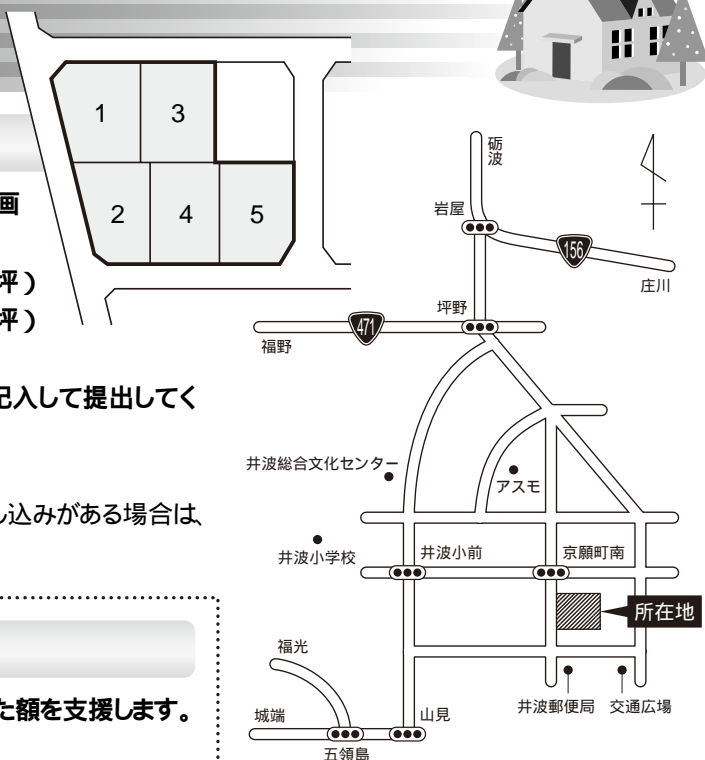 1
3
2
4
5
画
坪）
坪）
記入して提出してく
し込みがある場合は、
た額を支援します。
砺波
岩屋
156
庄川
坪野
471
福野
井波総合文化センター
アスモ
井波小学校
井波小前
京願町南
所在地
福光
城端
山見
五領島
井波郵便局
交通広場